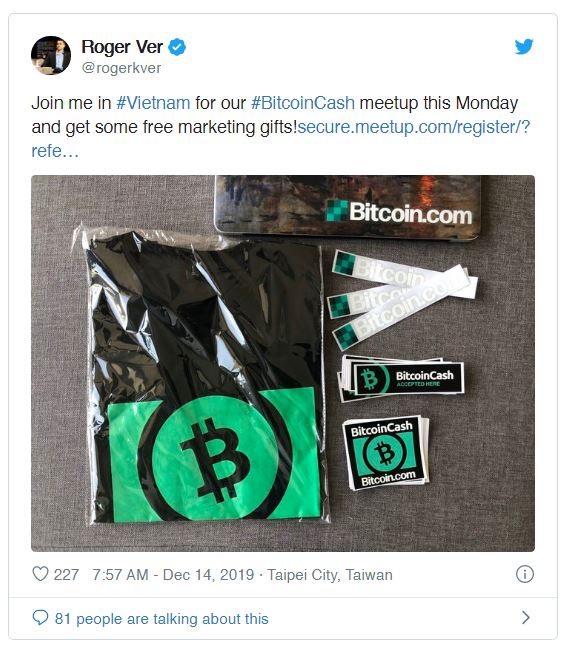 Roger Ver
@rogerkver
Join me in #Vietnam for our #BitcoinCash meetup this Monday
and get some free marketing gifts!secure.meetup.com/register/?
refe…
Bitcoin.com
Bitcoin.com
Bitcoin.com
Bitcoin.com
BitcoinCash
ACCEPTED HERE
BitcoinCash
Bitcoin.com
227 7:57 AM - Dec 14, 2019 · Taipei City, Taiwan
81 people are talking about this